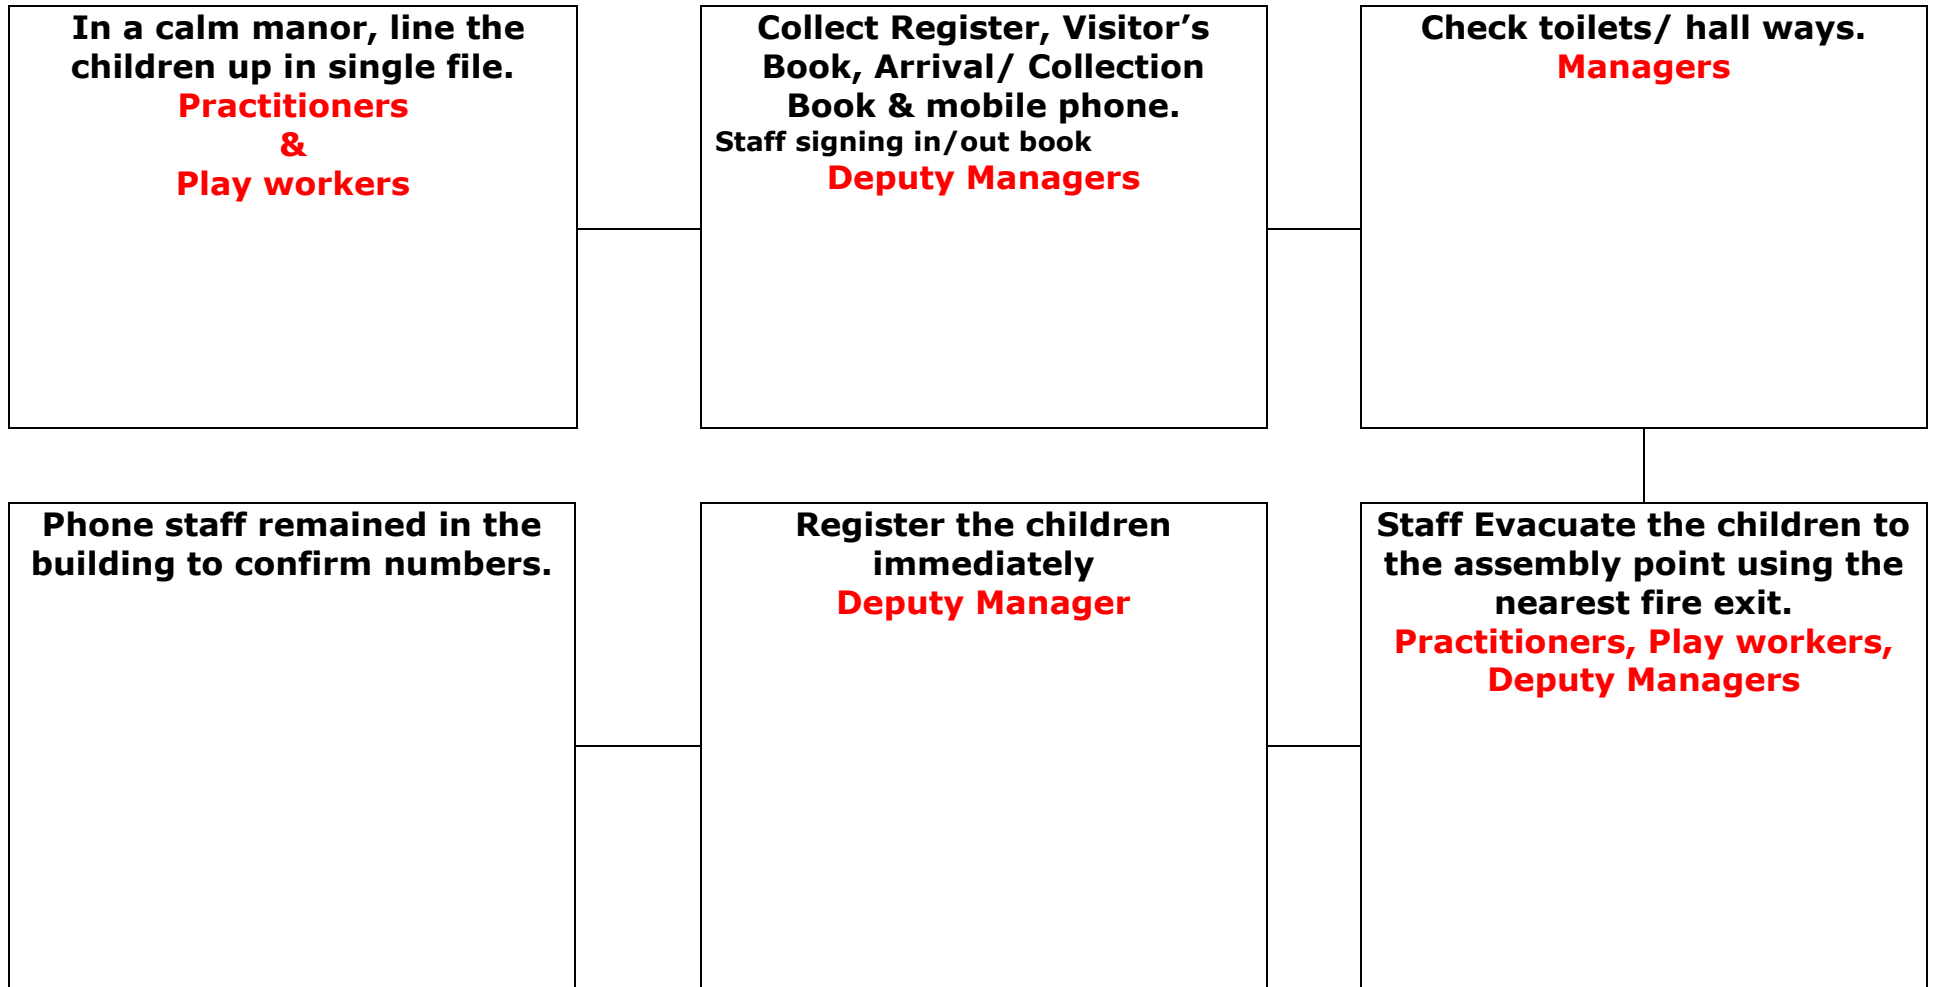 In a calm manor, line the
children up in single file.
Practitioners
&
Play workers
Collect Register, Visitor’s
Book, Arrival/ Collection
Book & mobile phone.
Staff signing in/out book
Deputy Managers
Check toilets/ hall ways.
Managers
Staff Evacuate the children to
the assembly point using the
nearest fire exit.
Practitioners, Play workers,
Deputy Managers
Register the children
immediately
Deputy Manager
Phone staff remained in the
building to confirm numbers.